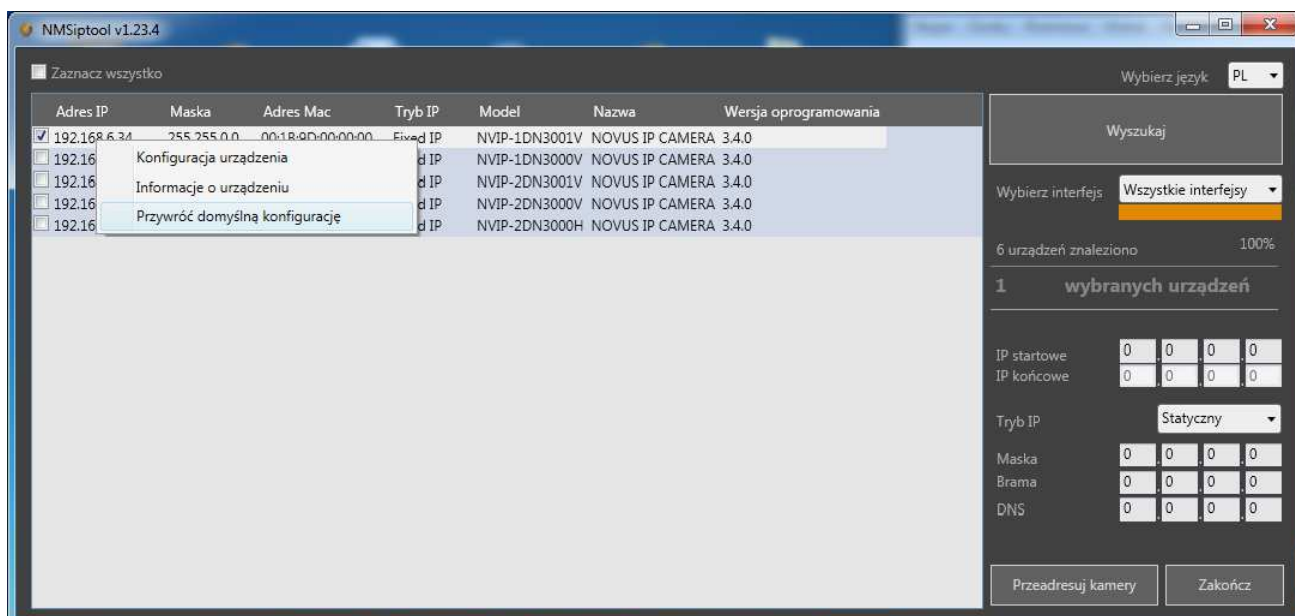 NMSiptool v1.23.4
Zaznacz wszystko
Wybierz język PL
Adres IP Maska Adres Mac Tryb IP Model Nazwa Wersja oprogramowania
192.168.6.34 255.255.0.0 00:1B:9D:00:00:00 Fixed IP NVIP-1DN3001V NOVUS IP CAMERA 3.4.0
192.16 d IP NVIP-1DN3000V NOVUS IP CAMERA 3.4.0
192.16 d IP NVIP-2DN3001V NOVUS IP CAMERA 3.4.0
192.16 d IP NVIP-2DN3000V NOVUS IP CAMERA 3.4.0
192.16 d IP NVIP-2DN3000H NOVUS IP CAMERA 3.4.0
Konfiguracja urządzenia
Informacje o urządzeniu
Przywróć domyślną konfigurację
Wyszukaj
Wybierz interfejs Wszystkie interfejsy
6 urządzeń znaleziono 100%
1 wybranych urządzeń
IP startowe 0 . 0 . 0 . 0
IP końcowe 0 . 0 . 0 . 0
Tryb IP Statyczny
Maska 0 . 0 . 0 . 0
Brama 0 . 0 . 0 . 0
DNS 0 . 0 . 0 . 0
Przeadresuj kamery Zakończ